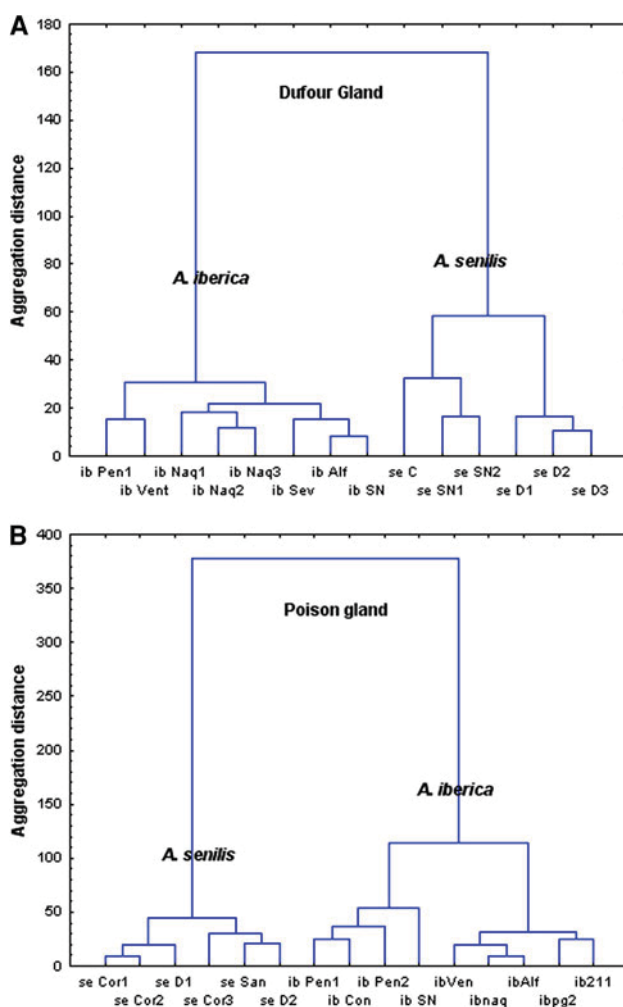 A
180
160
140
120
100
80
60
40
20
0
Aggregation distance
Dufour Gland
A. iberica
A. senilis
ib Pen1 ib Naq1 ib Naq3 ib Alf se C se SN2 se D2
ib Vent ib Naq2 ib Sev ib SN se SN1 se D1 se D3
B
400
350
300
250
200
150
100
50
0
Aggregation distance
Poison gland
A. iberica
A. senilis
se Cor1 se D1 se San ib Pen1 ib Pen2 ibVen ibAlf ib211
se Cor2 se Cor3 se D2 ib Con ib SN ibnaq ibpg2